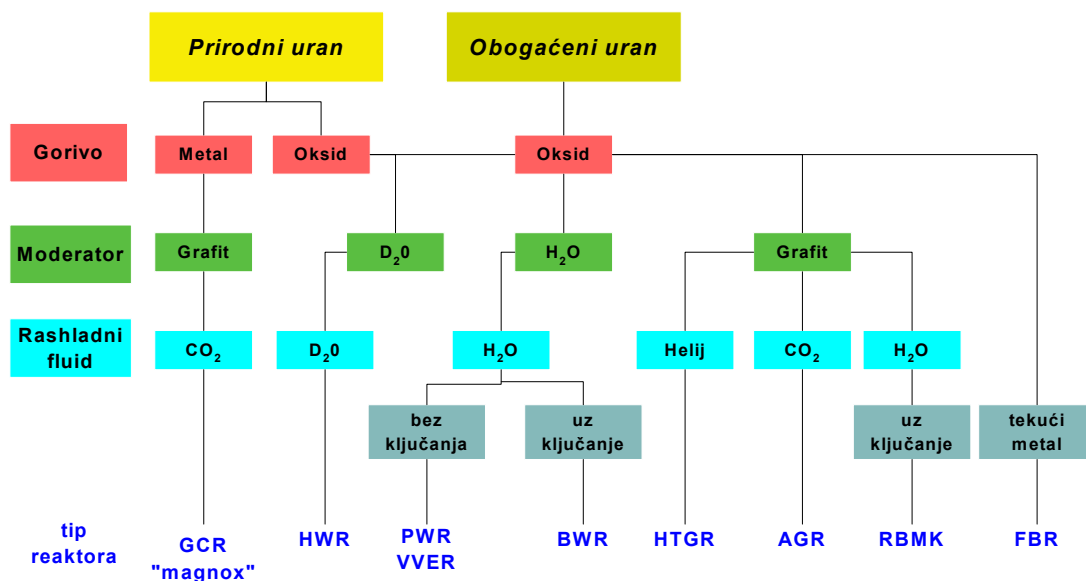 Prirodni uran
Obogaćeni uran
Gorivo
Metal
Oksid
Oksid
Moderator
Grafit
D₂0
H₂O
Grafit
Rashladni
fluid
CO₂
D₂0
H₂O
Helij
CO₂
H₂O
bez
ključanja
uz
ključanje
uz
ključanje
tekući
metal
tip
reaktora
GCR
"magnox"
HWR
PWR
VVER
BWR
HTGR
AGR
RBMK
FBR